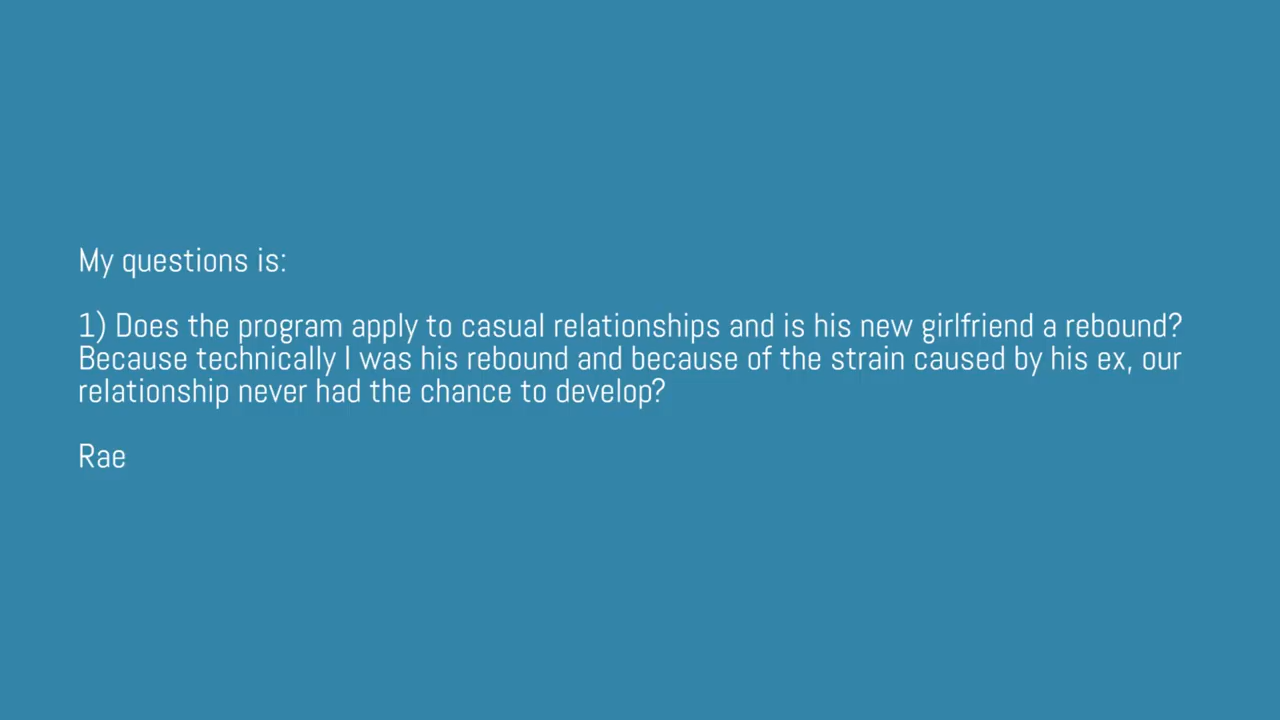 My questions is:
1) Does the program apply to casual relationships and is his new girlfriend a rebound?
Because technically I was his rebound and because of the strain caused by his ex, our
relationship never had the chance to develop?
Rae